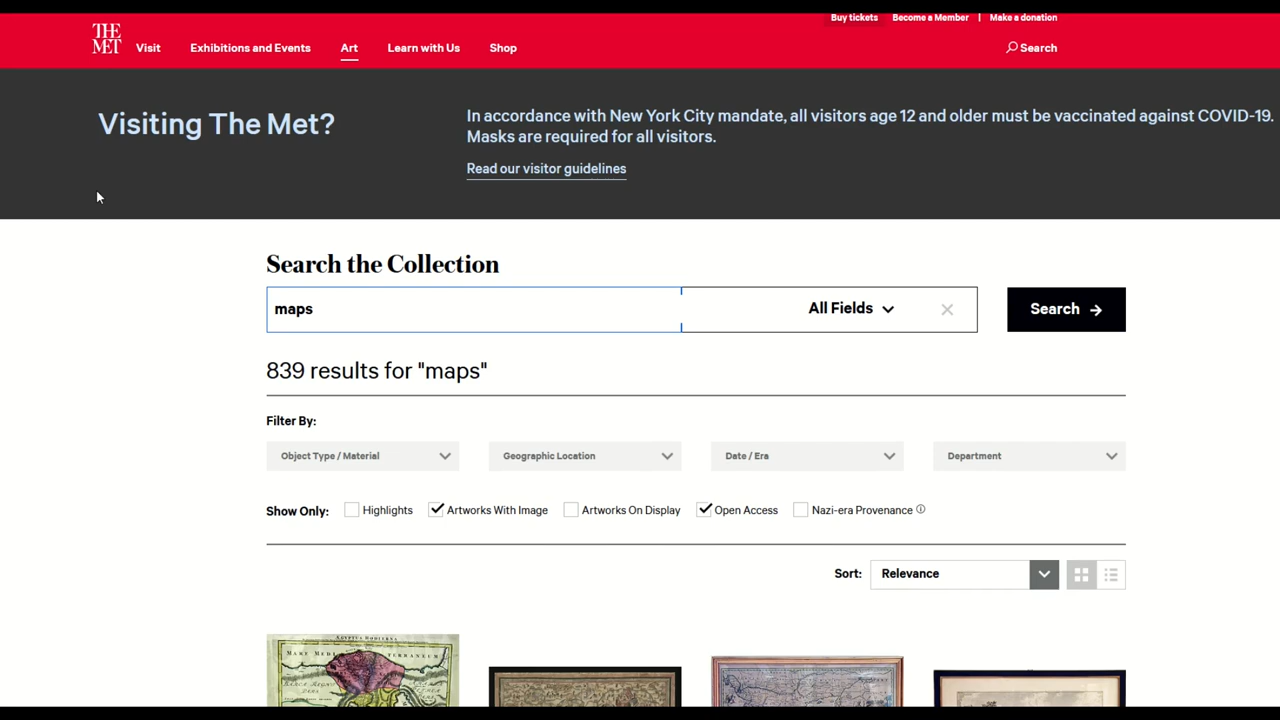 Buy tickets Become a Member | Make a donation
THE
MET
Visit Exhibitions and Events Art Learn with Us Shop Search
Visiting The Met?
In accordance with New York City mandate, all visitors age 12 and older must be vaccinated against COVID-19.
Masks are required for all visitors.
Read our visitor guidelines
Search the Collection
maps All Fields Search →
839 results for "maps"
Filter By:
Object Type / Material Geographic Location Date / Era Department
Show Only: Highlights Artworks With Image Artworks On Display Open Access Nazi-era Provenance
Sort: Relevance